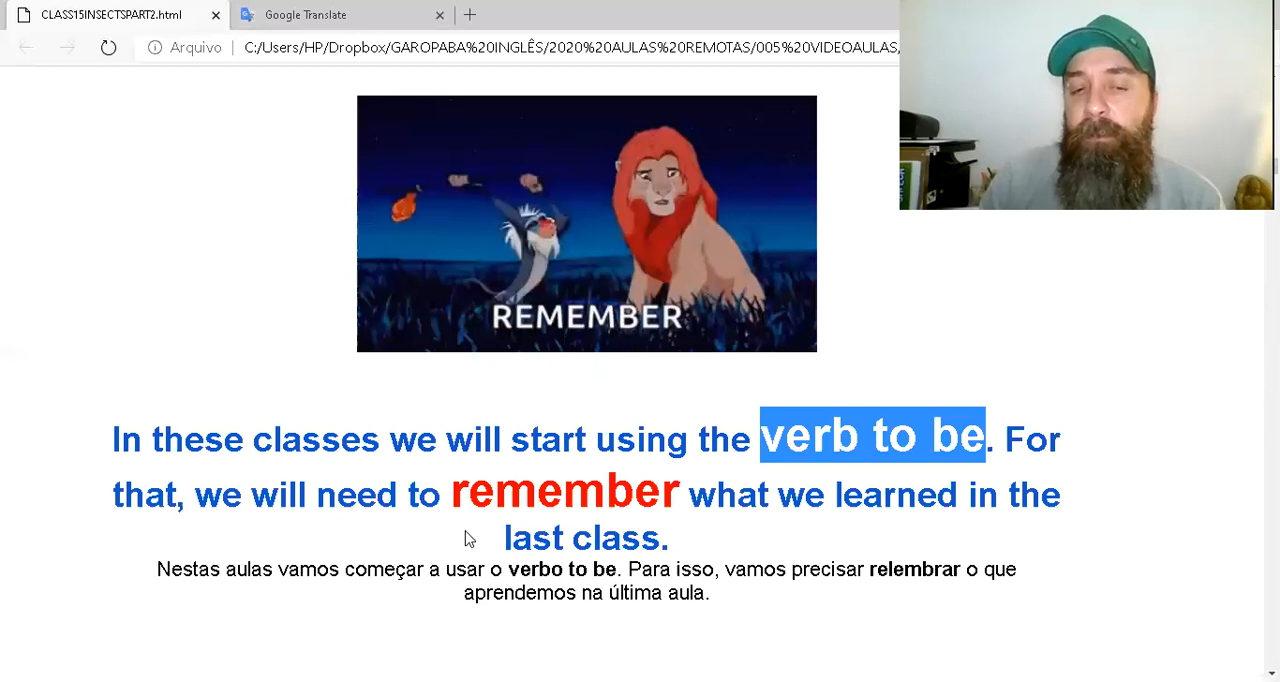 CLASS15INSECTSPART2.html
Google Translate
Arquivo
C:/Users/HP/Dropbox/GAROPABA%20INGLÊS/2020%20AULAS%20REMOTAS/005%20VIDEOAULAS,
REMEMBER
In these classes we will start using the verb to be. For
that, we will need to remember what we learned in the
last class.
Nestas aulas vamos começar a usar o verbo to be. Para isso, vamos precisar relembrar o que
aprendemos na última aula.